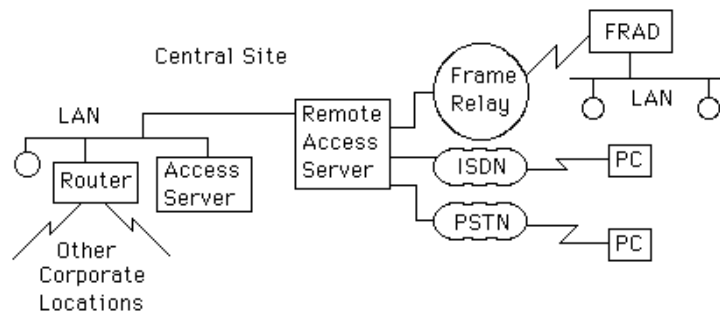 FRAD
Central Site
Frame
Relay
LAN
LAN
Remote
Access
Server
Router
Access
Server
ISDN
PC
PSTN
PC
Other
Corporate
Locations